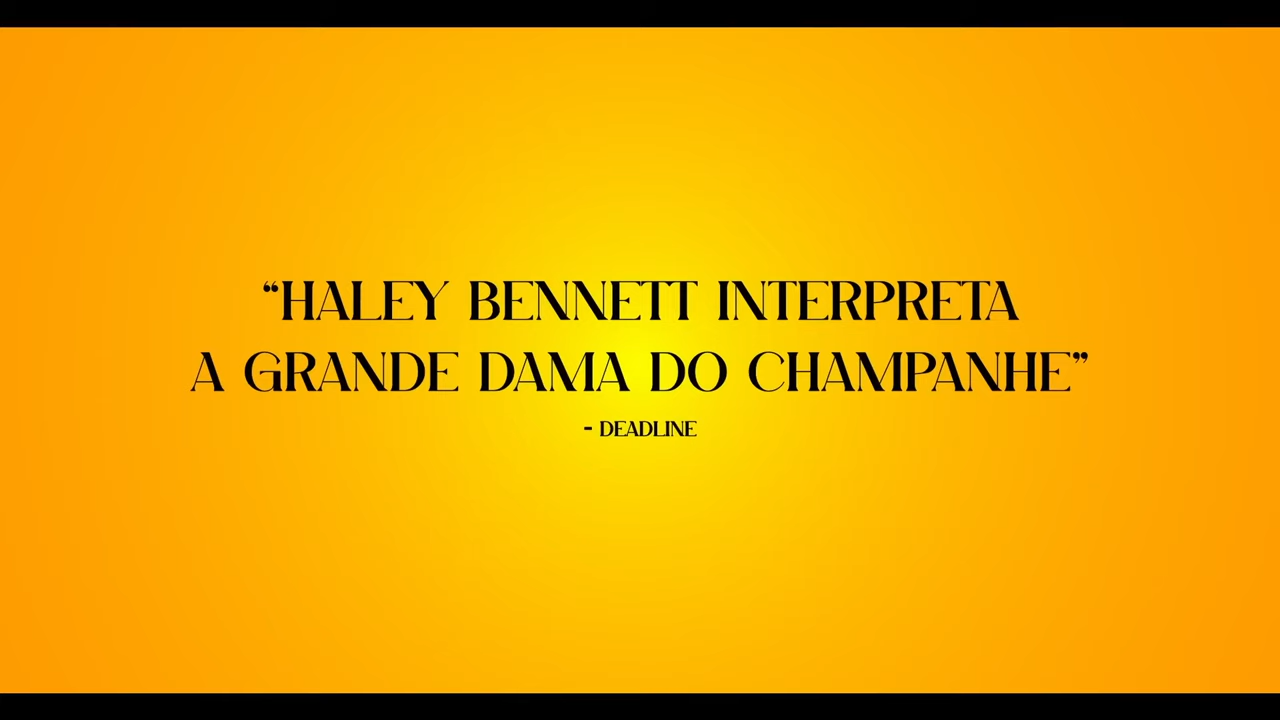 “HALEY BENNETT INTERPRETA
A GRANDE DAMA DO CHAMPANHE”
- DEADLINE